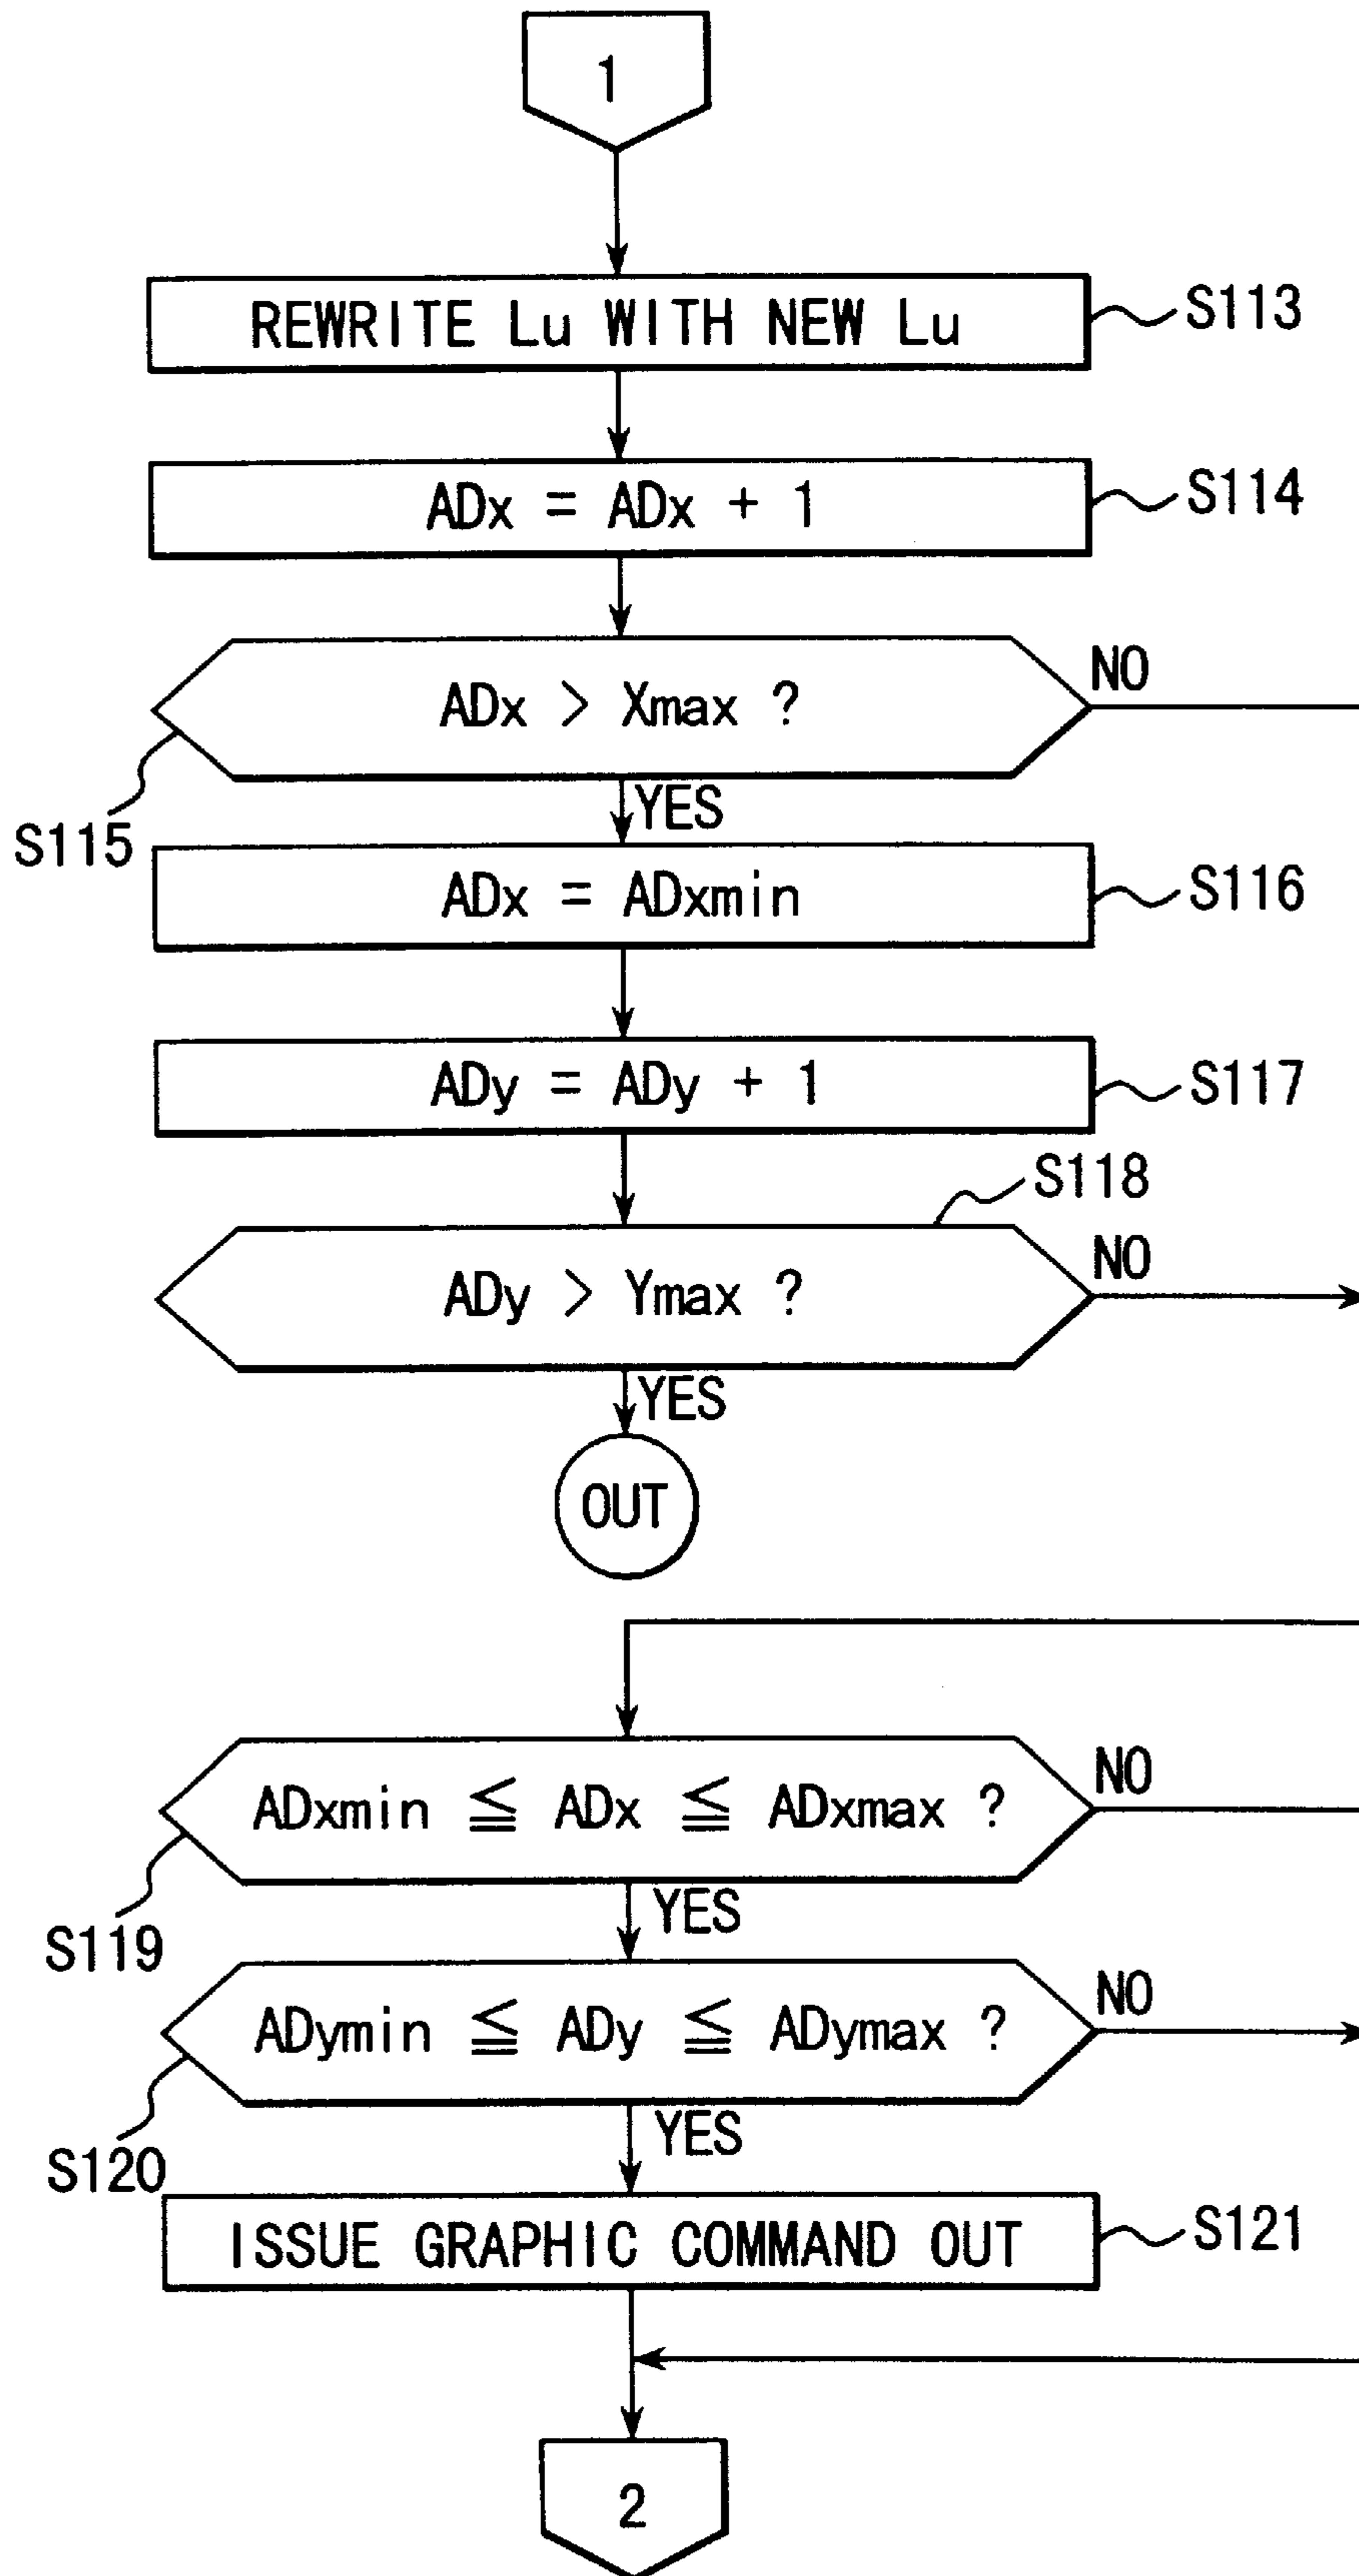 1
REWRITE Lu WITH NEW Lu
S113
ADx = ADx + 1
S114
ADx > Xmax ?
NO
S115
YES
ADx = ADxmin
S116
ADy = ADy + 1
S117
S118
ADy > Ymax ?
NO
YES
OUT
ADxmin ≦ ADx ≦ ADxmax ?
NO
S119
YES
ADymin ≦ ADy ≦ ADymax ?
NO
S120
YES
ISSUE GRAPHIC COMMAND OUT
S121
2